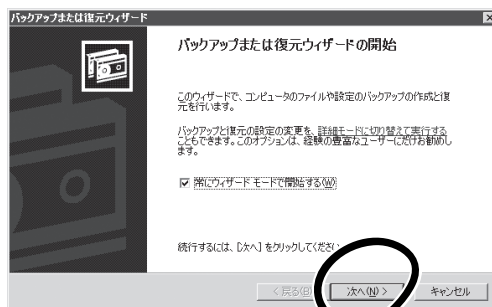 バックアップまたは復元ウィザード
バックアップまたは復元ウィザードの開始
このウィザードで、コンピュータのファイルや設定のバックアップの作成と復
元を行います。
バックアップと復元の設定の変更を、詳細モードに切り替えて実行する
こともできます。このオプションは、経験の豊富なユーザーにだけお勧めし
ます。
常にウィザード モードで開始する(W)
続行するには、[次へ] をクリックしてください
< 戻る(B) 次へ(N) > キャンセル